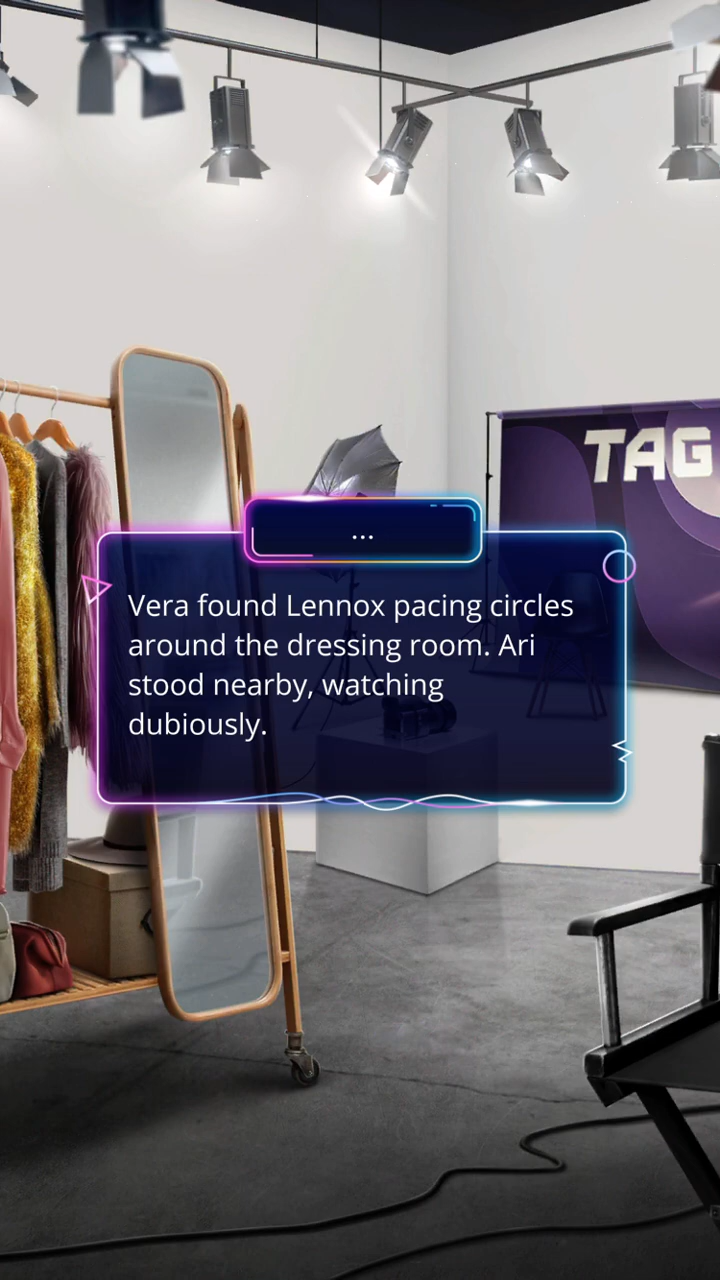 TAG
...
Vera found Lennox pacing circles
around the dressing room. Ari
stood nearby, watching
dubiously.